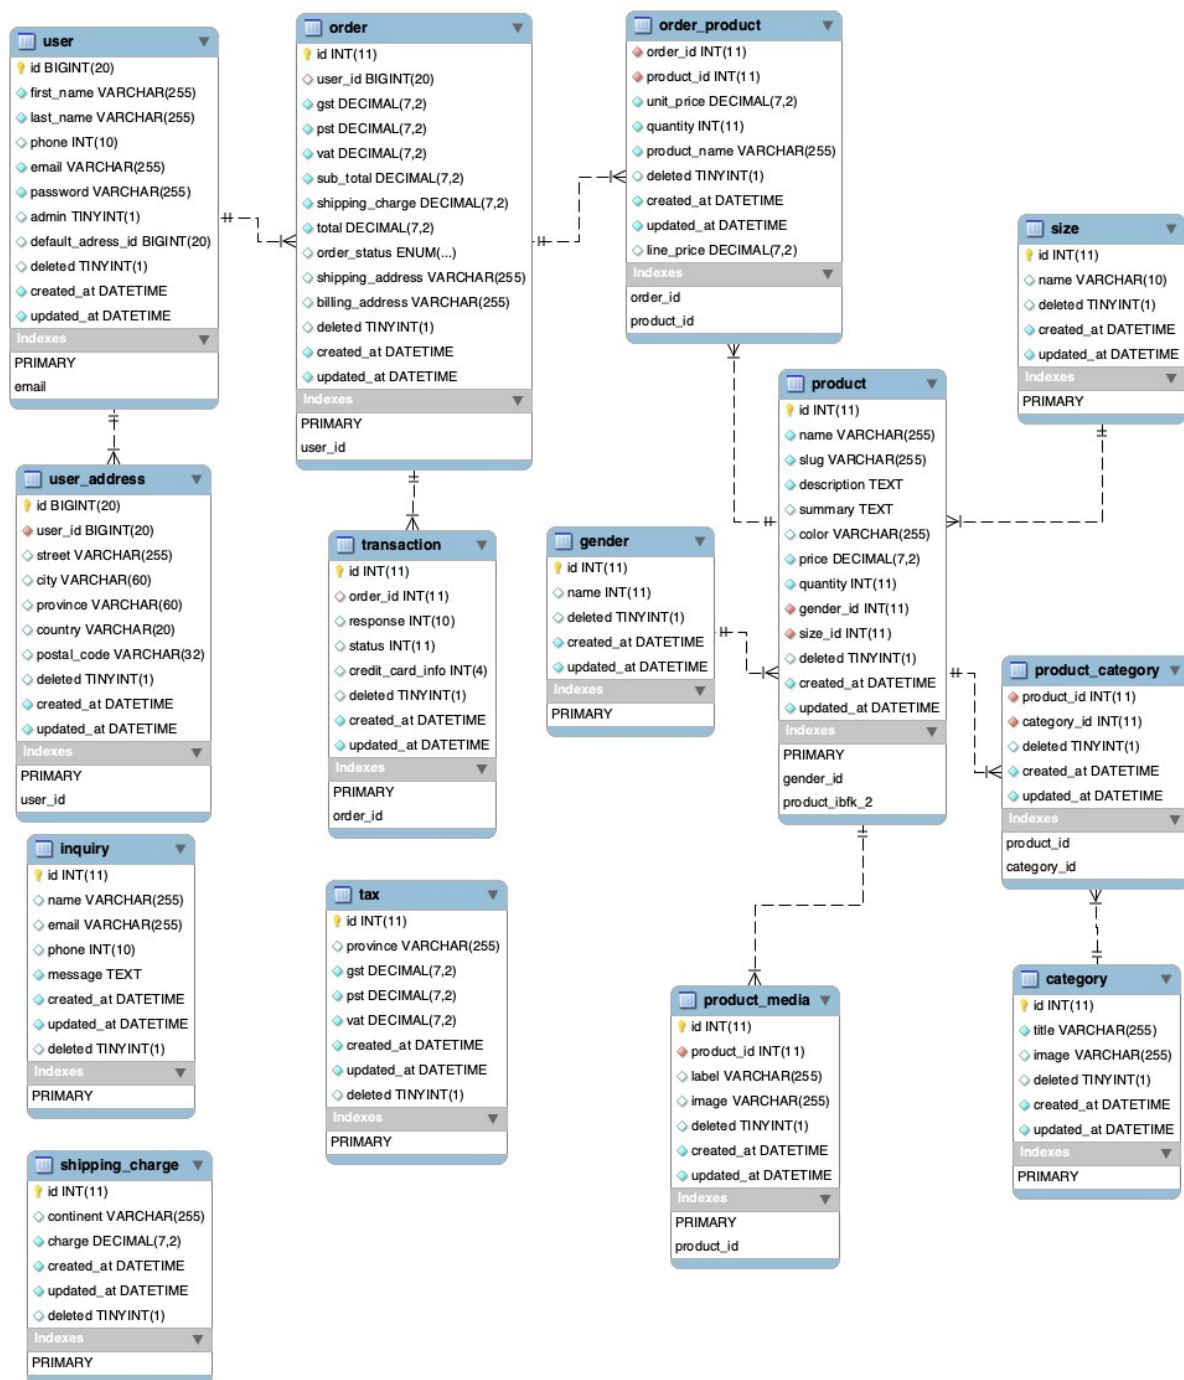 user
id BIGINT(20)
first_name VARCHAR(255)
last_name VARCHAR(255)
phone INT(10)
email VARCHAR(255)
password VARCHAR(255)
admin TINYINT(1)
default_adress_id BIGINT(20)
deleted TINYINT(1)
created_at DATETIME
updated_at DATETIME
Indexes
PRIMARY
email
order
id INT(11)
user_id BIGINT(20)
gst DECIMAL(7,2)
pst DECIMAL(7,2)
vat DECIMAL(7,2)
sub_total DECIMAL(7,2)
shipping_charge DECIMAL(7,2)
total DECIMAL(7,2)
order_status ENUM(...)
shipping_address VARCHAR(255)
billing_address VARCHAR(255)
deleted TINYINT(1)
created_at DATETIME
updated_at DATETIME
Indexes
PRIMARY
user_id
order_product
order_id INT(11)
product_id INT(11)
unit_price DECIMAL(7,2)
quantity INT(11)
product_name VARCHAR(255)
deleted TINYINT(1)
created_at DATETIME
updated_at DATETIME
line_price DECIMAL(7,2)
Indexes
order_id
product_id
size
id INT(11)
name VARCHAR(10)
deleted TINYINT(1)
created_at DATETIME
updated_at DATETIME
Indexes
PRIMARY
product
id INT(11)
name VARCHAR(255)
slug VARCHAR(255)
description TEXT
summary TEXT
color VARCHAR(255)
price DECIMAL(7,2)
quantity INT(11)
gender_id INT(11)
size_id INT(11)
deleted TINYINT(1)
created_at DATETIME
updated_at DATETIME
Indexes
PRIMARY
gender_id
product_ibfk_2
user_address
id BIGINT(20)
user_id BIGINT(20)
street VARCHAR(255)
city VARCHAR(60)
province VARCHAR(60)
country VARCHAR(20)
postal_code VARCHAR(32)
deleted TINYINT(1)
created_at DATETIME
updated_at DATETIME
Indexes
PRIMARY
user_id
transaction
id INT(11)
order_id INT(11)
response INT(10)
status INT(11)
credit_card_info INT(4)
deleted TINYINT(1)
created_at DATETIME
updated_at DATETIME
Indexes
PRIMARY
order_id
gender
id INT(11)
name INT(11)
deleted TINYINT(1)
created_at DATETIME
updated_at DATETIME
Indexes
PRIMARY
product_category
product_id INT(11)
category_id INT(11)
deleted TINYINT(1)
created_at DATETIME
updated_at DATETIME
Indexes
product_id
category_id
inquiry
id INT(11)
name VARCHAR(255)
email VARCHAR(255)
phone INT(10)
message TEXT
created_at DATETIME
updated_at DATETIME
deleted TINYINT(1)
Indexes
PRIMARY
tax
id INT(11)
province VARCHAR(255)
gst DECIMAL(7,2)
pst DECIMAL(7,2)
vat DECIMAL(7,2)
created_at DATETIME
updated_at DATETIME
deleted TINYINT(1)
Indexes
PRIMARY
product_media
id INT(11)
product_id INT(11)
label VARCHAR(255)
image VARCHAR(255)
deleted TINYINT(1)
created_at DATETIME
updated_at DATETIME
Indexes
PRIMARY
product_id
category
id INT(11)
title VARCHAR(255)
image VARCHAR(255)
deleted TINYINT(1)
created_at DATETIME
updated_at DATETIME
Indexes
PRIMARY
shipping_charge
id INT(11)
continent VARCHAR(255)
charge DECIMAL(7,2)
created_at DATETIME
updated_at DATETIME
deleted TINYINT(1)
Indexes
PRIMARY